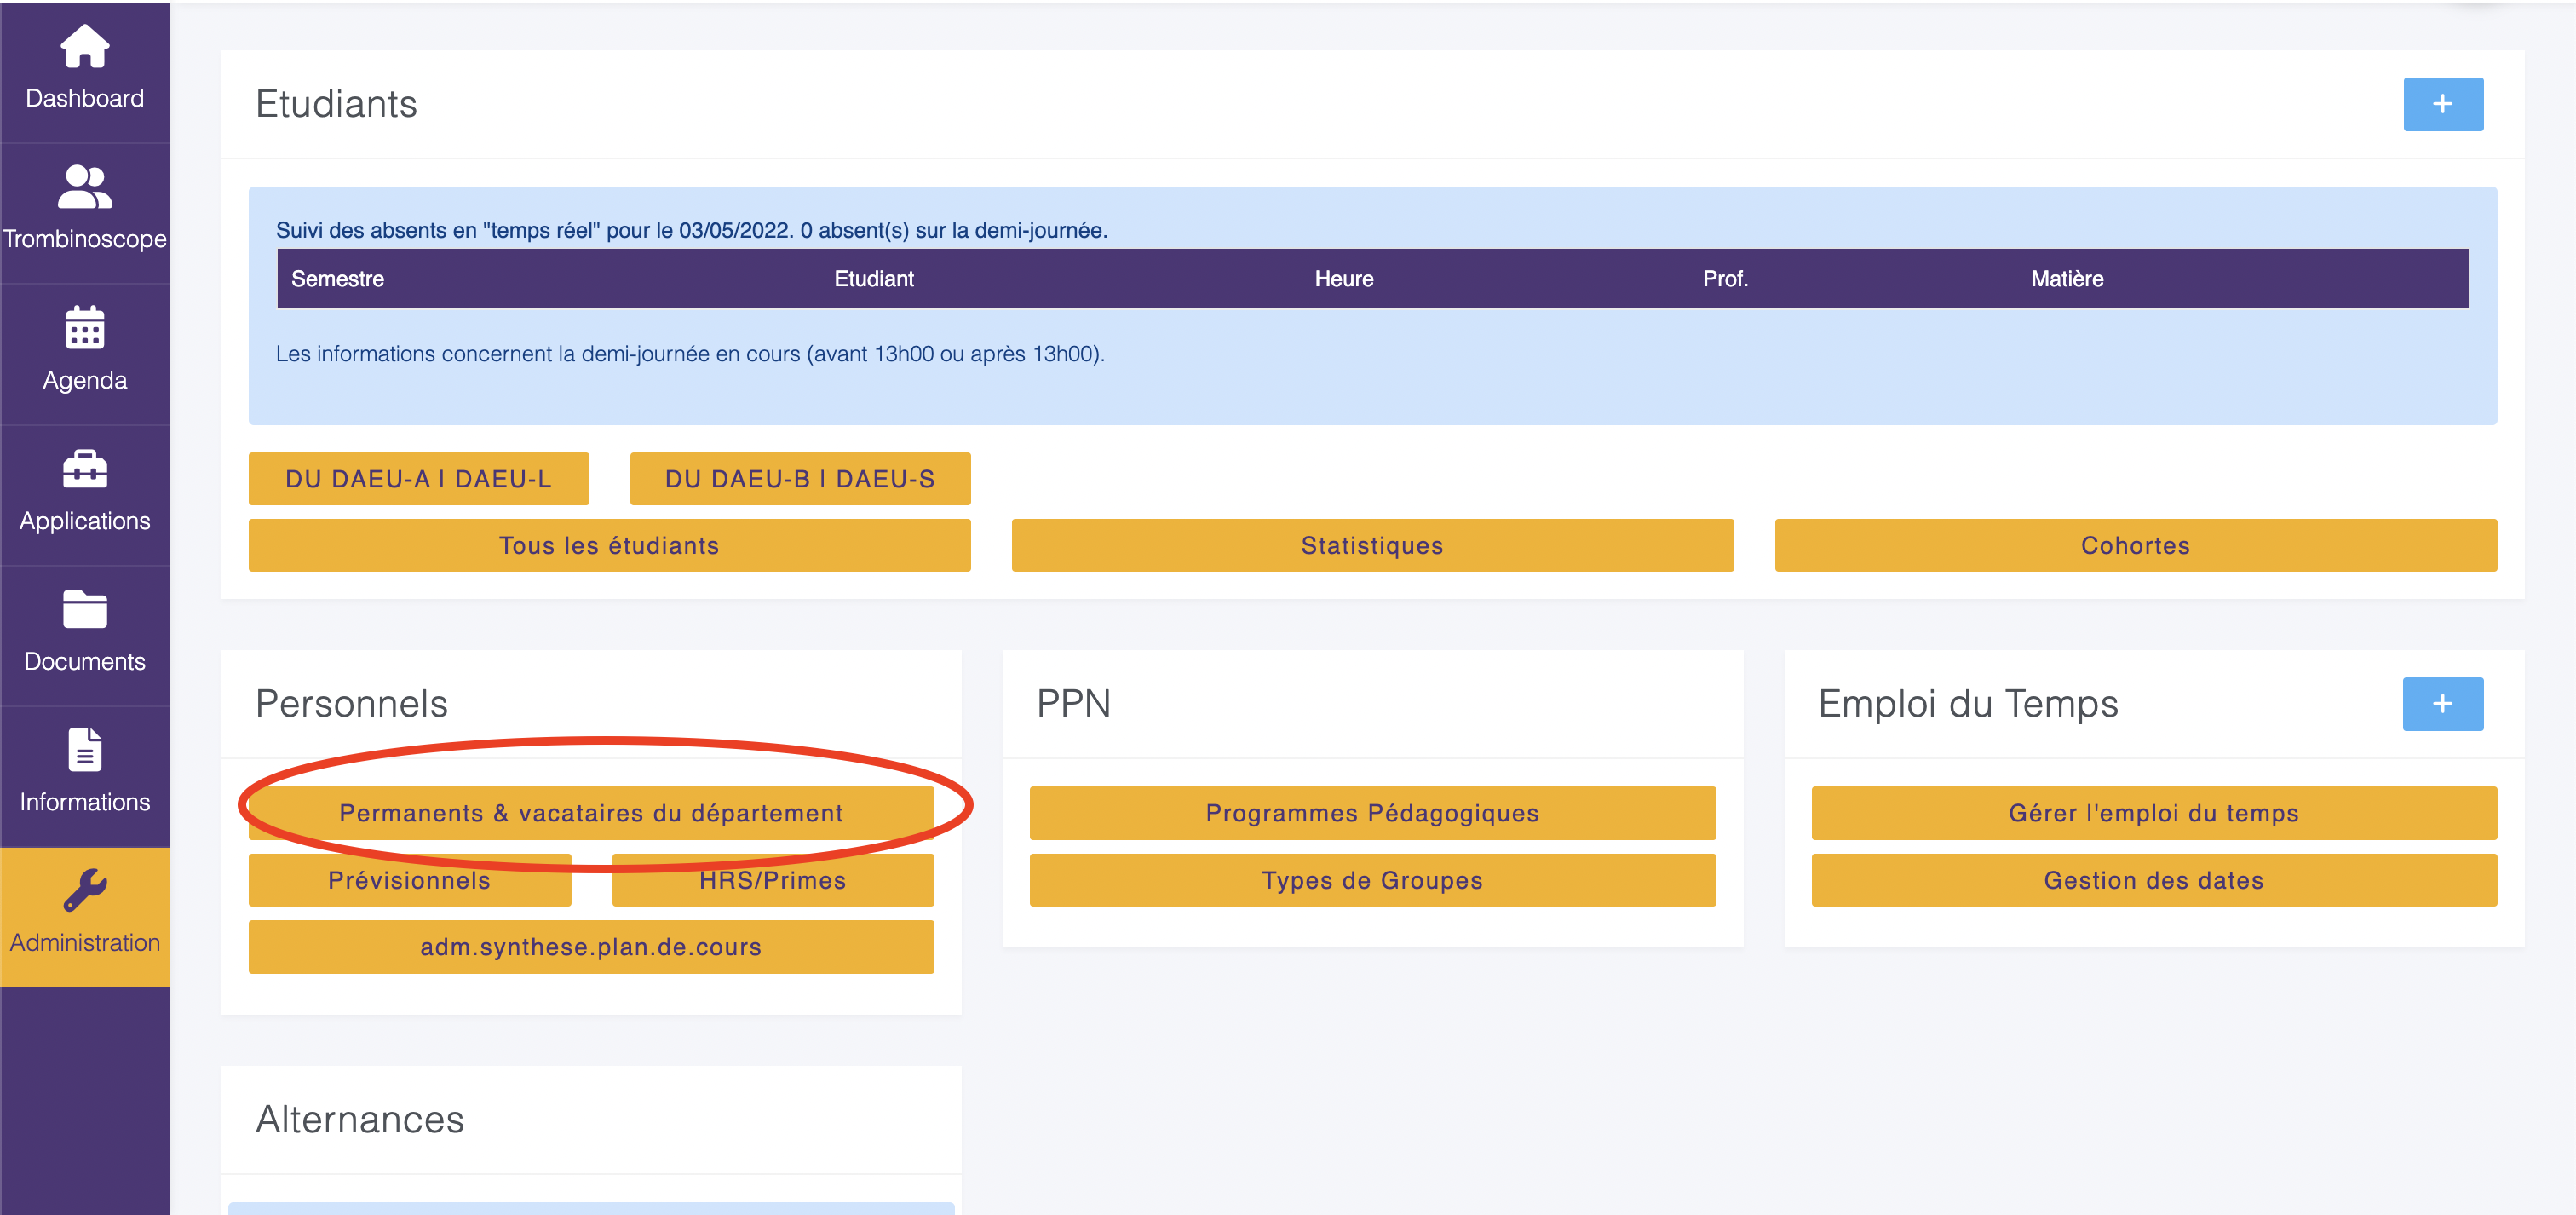 Dashboard
Trombinoscope
Agenda
Applications
Documents
Informations
Administration
Etudiants
+
Suivi des absents en "temps réel" pour le 03/05/2022. 0 absent(s) sur la demi-journée.
Semestre Etudiant Heure Prof. Matière
Les informations concernent la demi-journée en cours (avant 13h00 ou après 13h00).
DU DAEU-A | DAEU-L DU DAEU-B | DAEU-S
Tous les étudiants Statistiques Cohortes
Personnels
Permanents & vacataires du département
Prévisionnels HRS/Primes
adm.synthese.plan.de.cours
PPN
Programmes Pédagogiques
Types de Groupes
Emploi du Temps
+
Gérer l'emploi du temps
Gestion des dates
Alternances